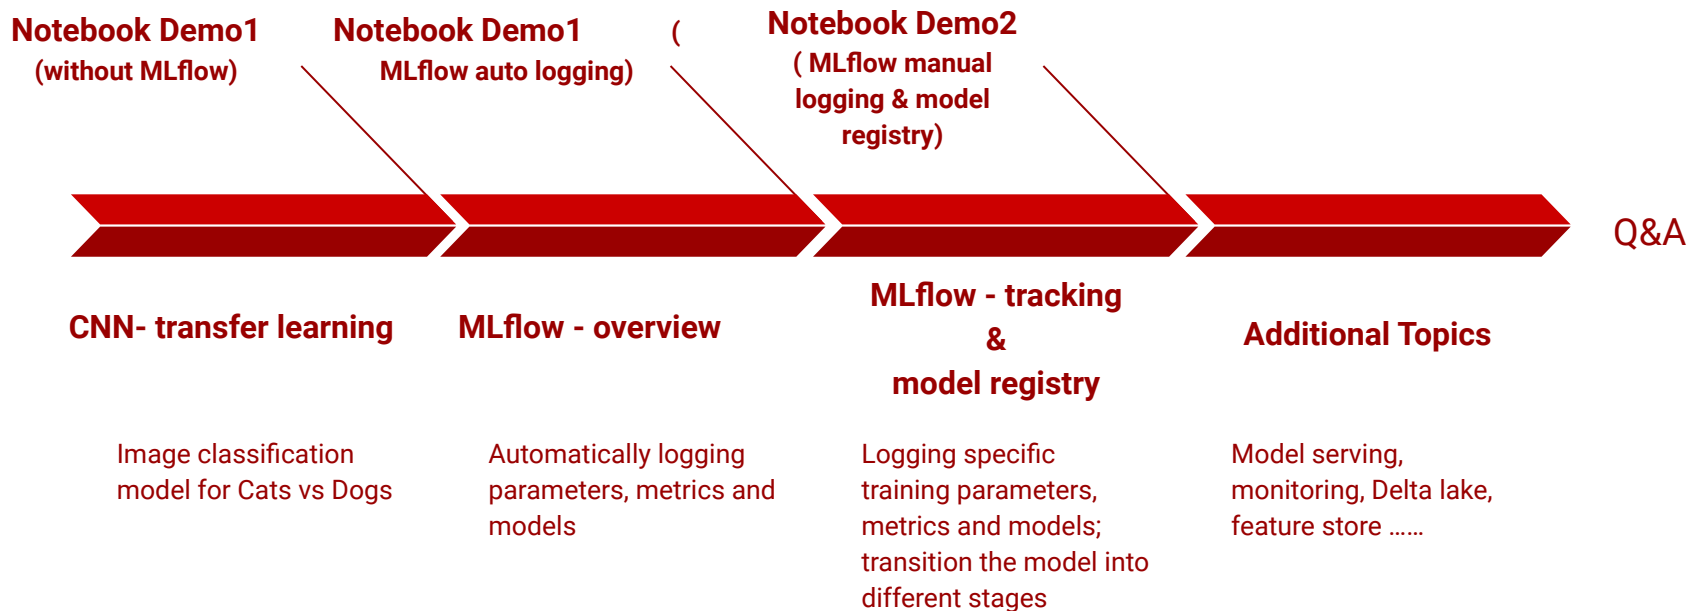 Notebook Demo1
(without MLflow)
Notebook Demo1 (
MLflow auto logging)
Notebook Demo2
( MLflow manual
logging & model
registry)
Q&A
CNN- transfer learning
MLflow - overview
MLflow - tracking
&
model registry
Additional Topics
Image classification
model for Cats vs Dogs
Automatically logging
parameters, metrics and
models
Logging specific
training parameters,
metrics and models;
transition the model into
different stages
Model serving,
monitoring, Delta lake,
feature store ......